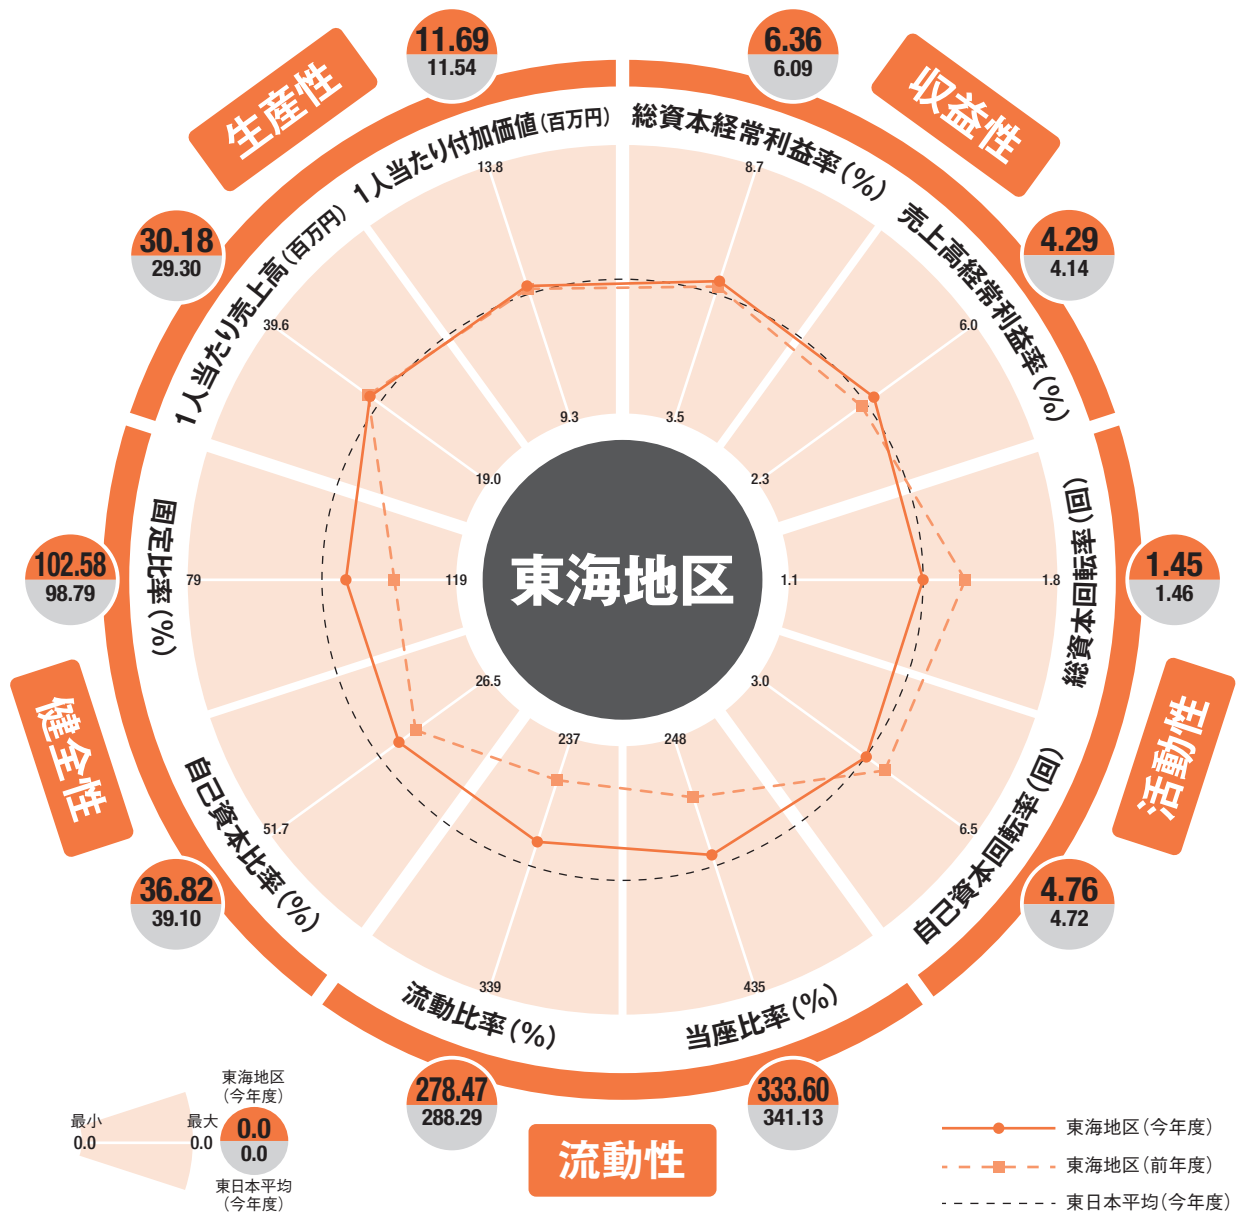 収益性
6.36
6.09
総資本経常利益率(%)
8.7
3.5
4.29
4.14
売上高経常利益率(%)
6.0
2.3
活動性
1.45
1.46
総資本回転率(回)
1.8
1.1
4.76
4.72
自己資本回転率(回)
6.5
3.0
流動性
333.60
341.13
当座比率(%)
435
248
278.47
288.29
流動比率(%)
339
237
健全性
36.82
39.10
自己資本比率(%)
51.7
26.5
102.58
98.79
固定比率(%)
79
119
生産性
30.18
29.30
1人当たり売上高(百万円)
39.6
19.0
11.69
11.54
1人当たり付加価値(百万円)
13.8
9.3
東海地区
東海地区
(今年度)
最小
0.0
最大
0.0
0.0
0.0
東日本平均
(今年度)
東海地区(今年度)
東海地区(前年度)
東日本平均(今年度)